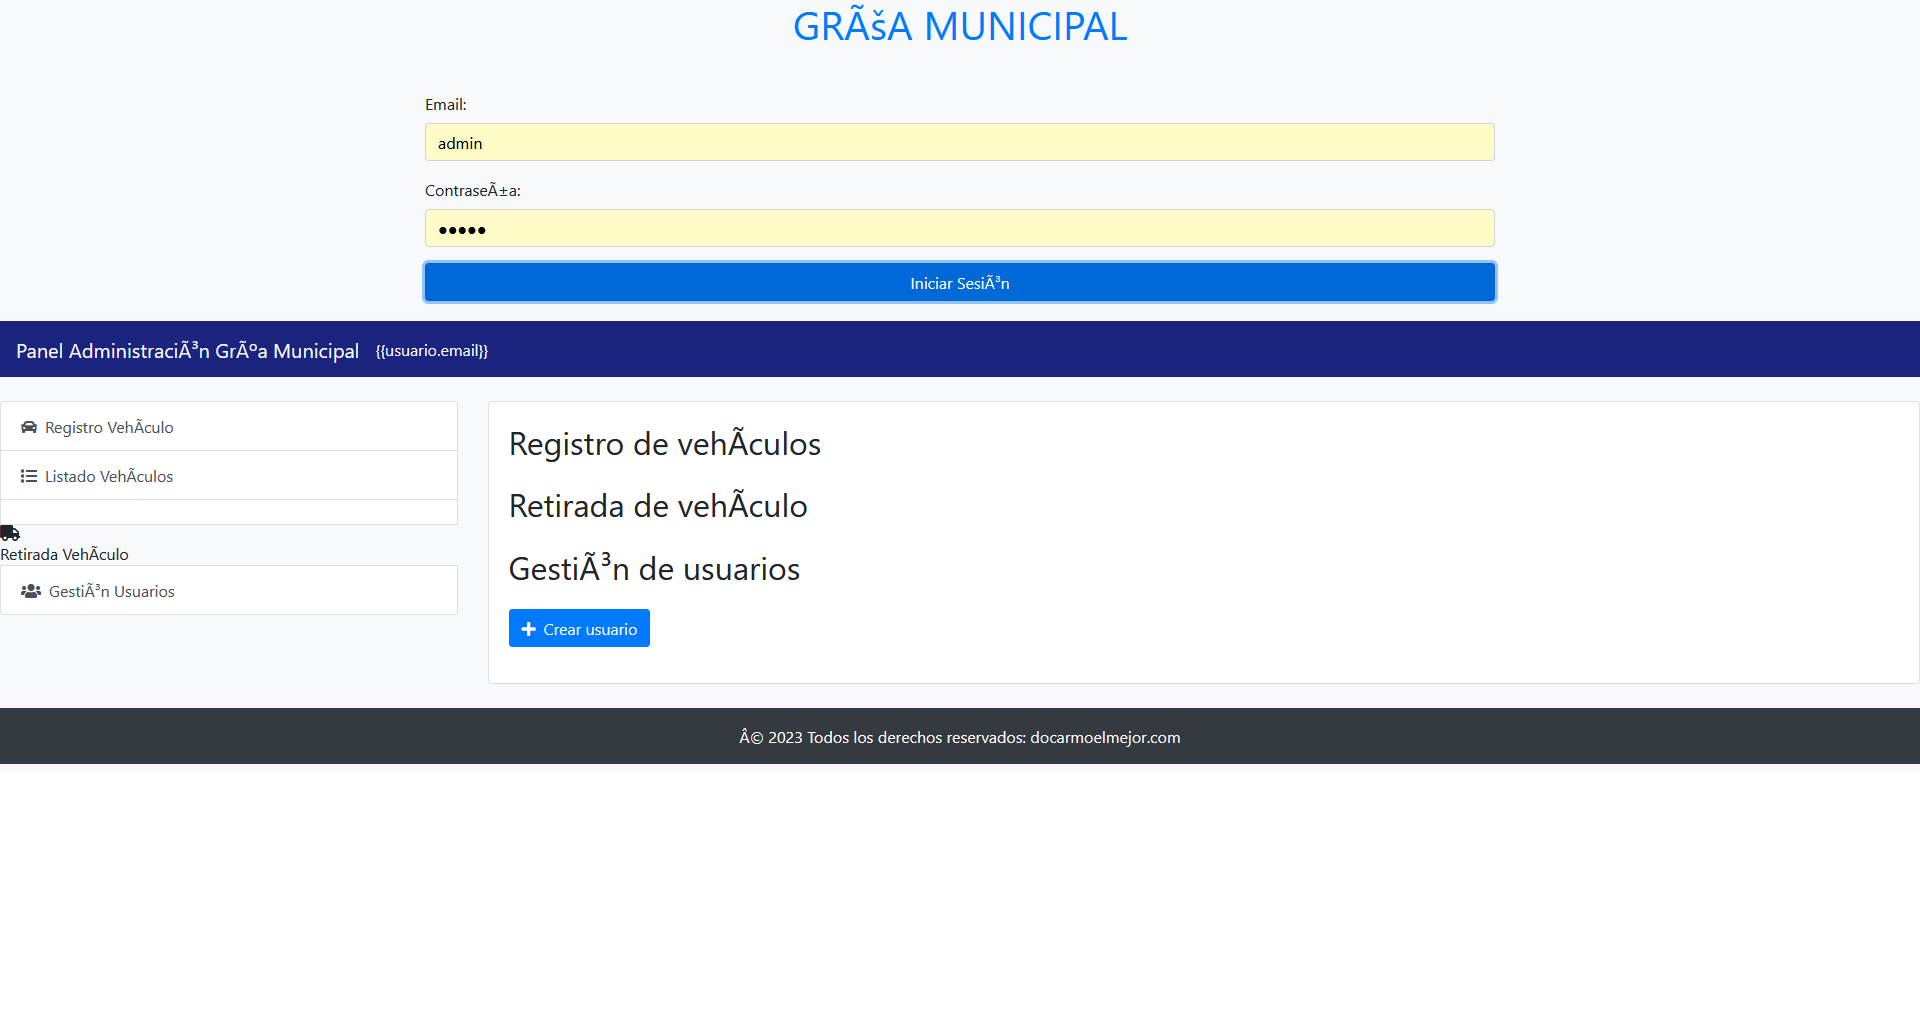 GRÃšA MUNICIPAL
Email:
admin
ContraseÃ±a:
•••••
Iniciar SesiÃ³n
Panel AdministraciÃ³n GrÃºa Municipal {{usuario.email}}
Registro VehÃculo
Listado VehÃculos
Retirada VehÃculo
GestiÃ³n Usuarios
Registro de vehÃculos
Retirada de vehÃculo
GestiÃ³n de usuarios
Crear usuario
Â© 2023 Todos los derechos reservados: docarmoelmejor.com